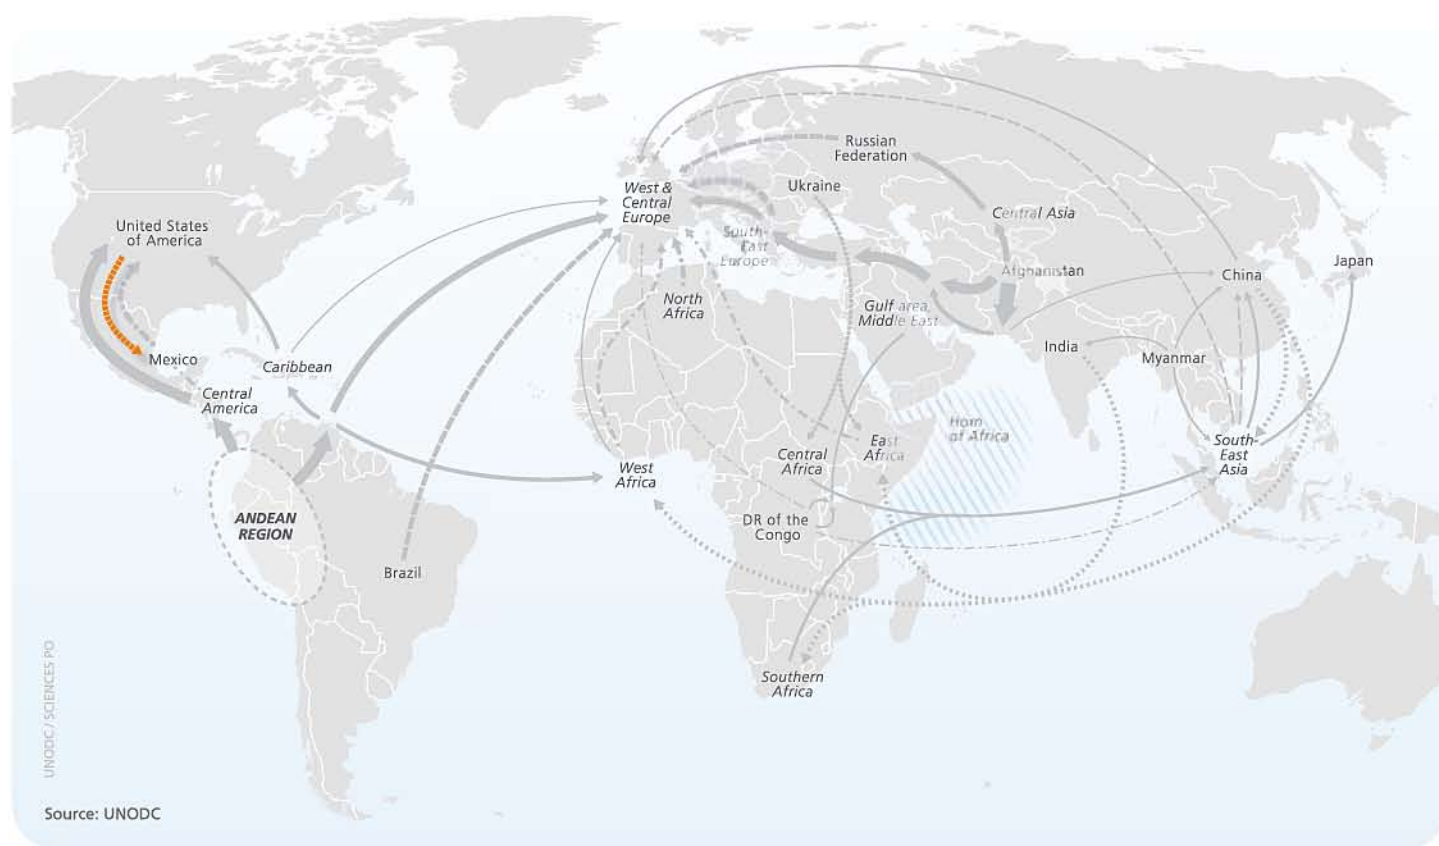 Russian
Federation
West &
Central
Europe
Ukraine
Central Asia
United States
of America
South-
East
Europe
Afghanistan
China
Japan
North
Africa
Gulf area,
Middle East
India
Myanmar
Mexico
Caribbean
Central
America
Horn
of Africa
East
Africa
Central
Africa
South-
East
Asia
West
Africa
ANDEAN
REGION
DR of the
Congo
Brazil
Southern
Africa
UNODC / SCIENCES PO
Source: UNODC